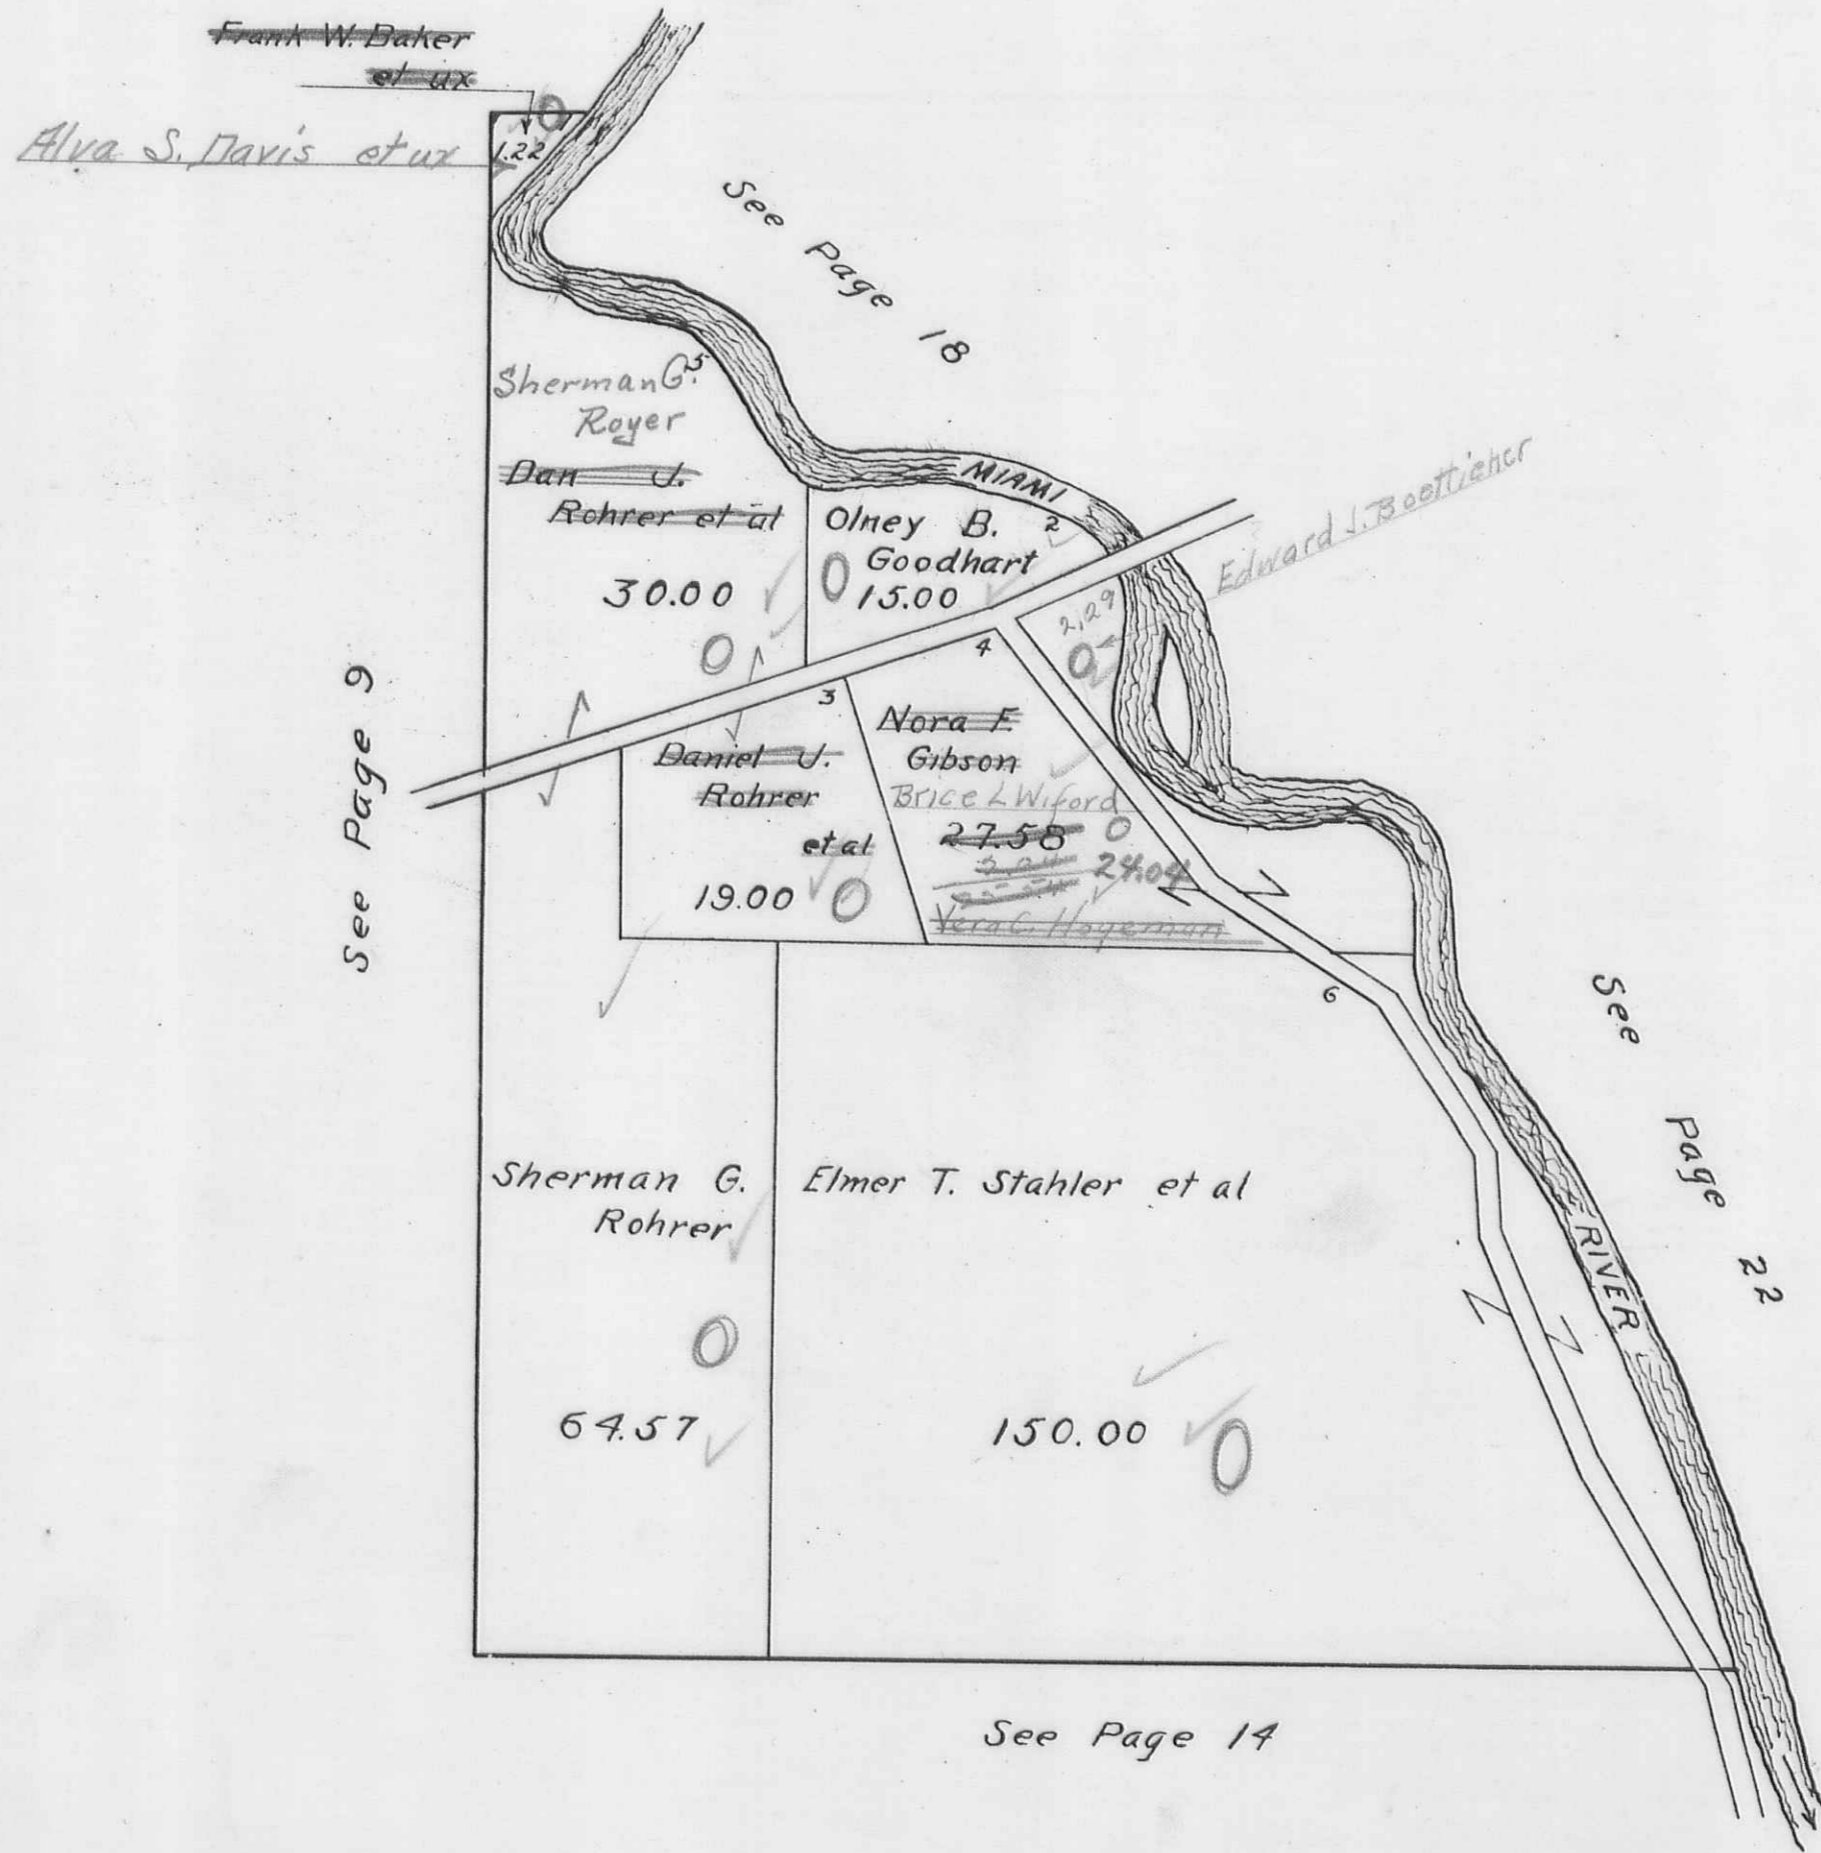 Frank W. Baker
et ux
Alva S. Davis et ux
1.22
See Page 18
5
Sherman G.
Royer
Dan J.
Rohrer et al
30.00
MIAMI
Olney B.
2
Goodhart
15.00
Edward J. Boetticher
2.29
4
3
See Page 9
Daniel J.
Rohrer
et al
19.00
Nora F.
Gibson
Brice L Wiford
27.58
24.04
6
See Page 22
Sherman G.
Rohrer
64.57
Elmer T. Stahler et al
150.00
RIVER
See Page 14